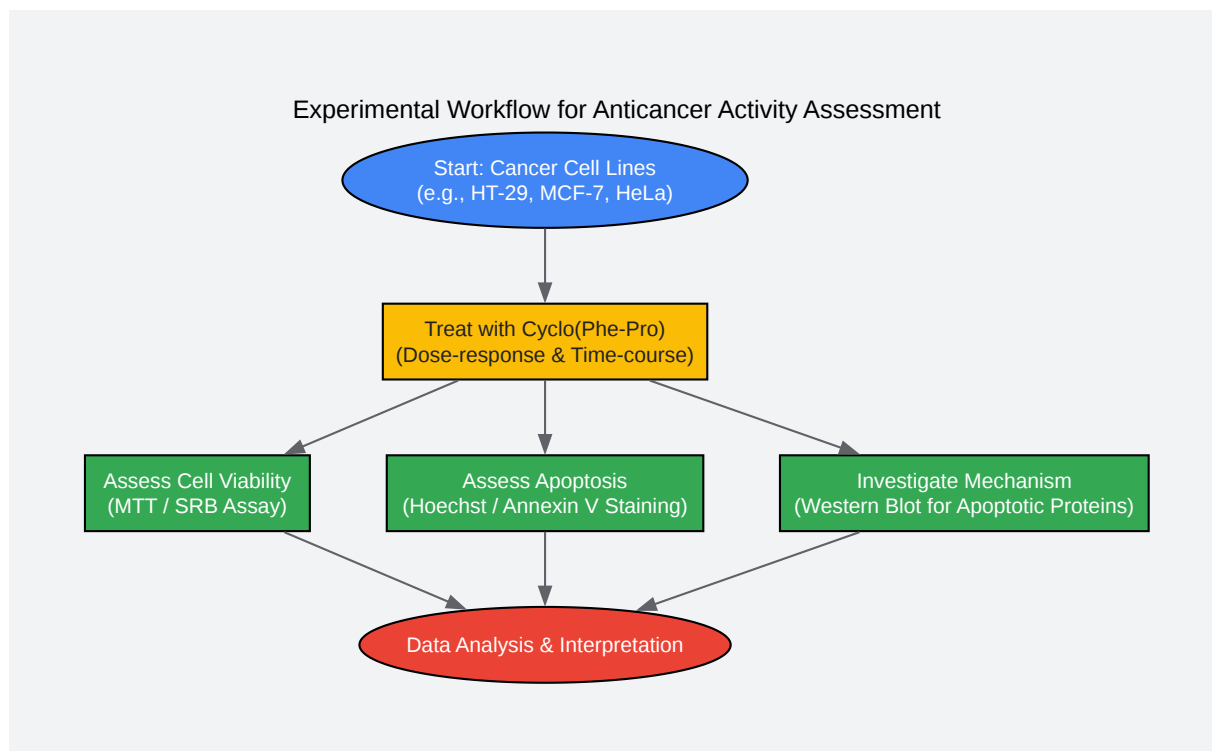 Experimental Workflow for Anticancer Activity Assessment
Start: Cancer Cell Lines
(e.g., HT-29, MCF-7, HeLa)
Treat with Cyclo(Phe-Pro)
(Dose-response & Time-course)
Assess Cell Viability
(MTT / SRB Assay)
Assess Apoptosis
(Hoechst / Annexin V Staining)
Investigate Mechanism
(Western Blot for Apoptotic Proteins)
Data Analysis & Interpretation